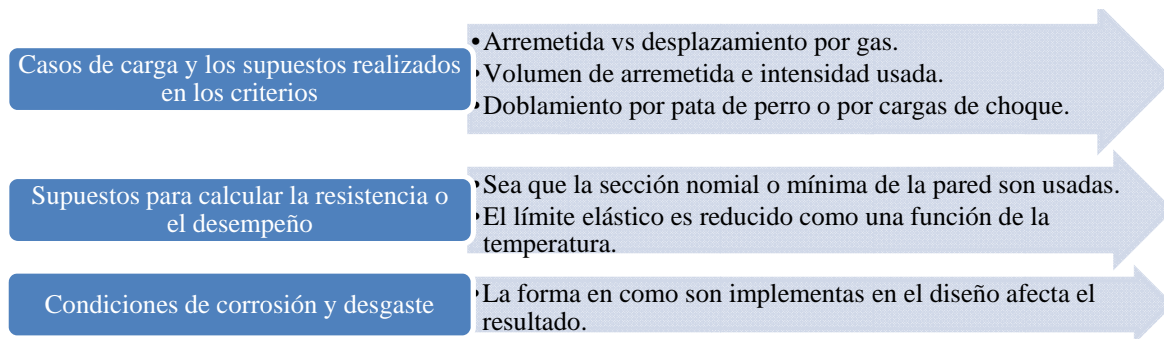 Casos de carga y los supuestos realizados
en los criterios
•Arremetida vs desplazamiento por gas.
•Volumen de arremetida e intensidad usada.
•Doblamiento por pata de perro o por cargas de choque.
Supuestos para calcular la resistencia o
el desempeño
•Sea que la sección nomial o mínima de la pared son usadas.
•El límite elástico es reducido como una función de la
temperatura.
Condiciones de corrosión y desgaste
•La forma en como son implementas en el diseño afecta el
resultado.